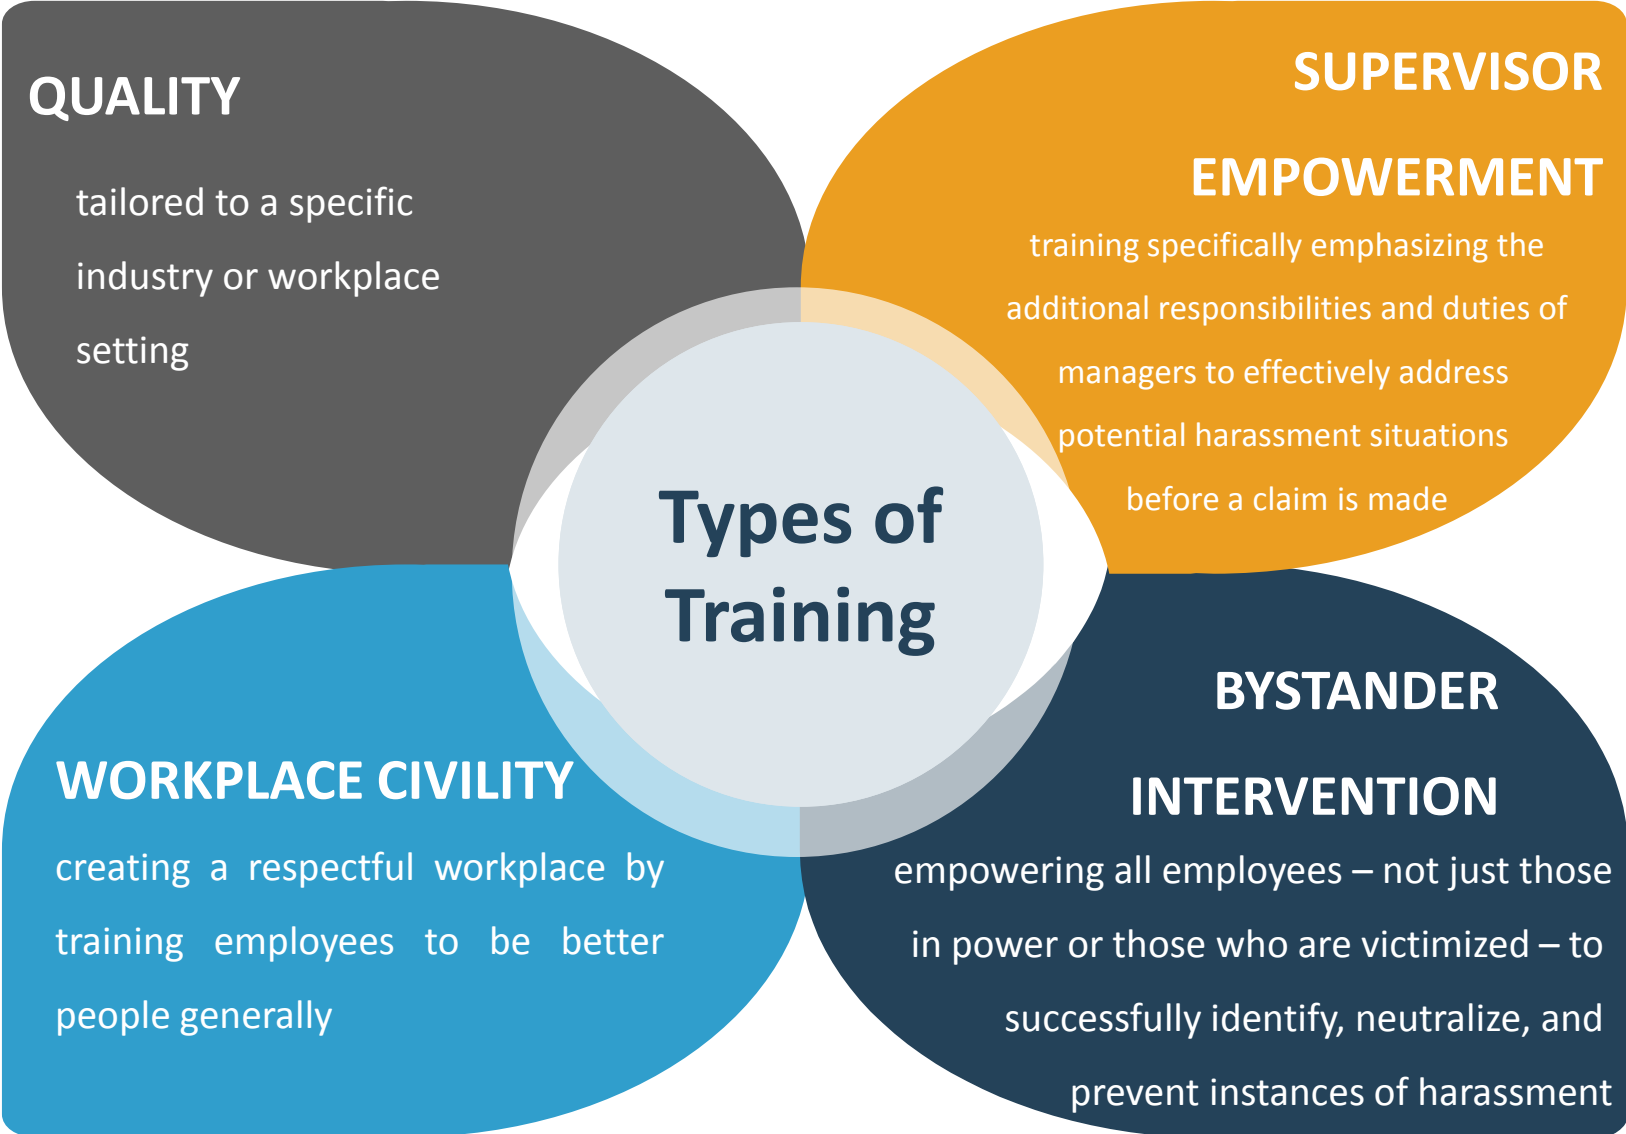 QUALITY
tailored to a specific
industry or workplace
setting
SUPERVISOR
EMPOWERMENT
training specifically emphasizing the
additional responsibilities and duties of
managers to effectively address
potential harassment situations
before a claim is made
Types of
Training
WORKPLACE CIVILITY
creating a respectful workplace by
training employees to be better
people generally
BYSTANDER
INTERVENTION
empowering all employees – not just those
in power or those who are victimized – to
successfully identify, neutralize, and
prevent instances of harassment